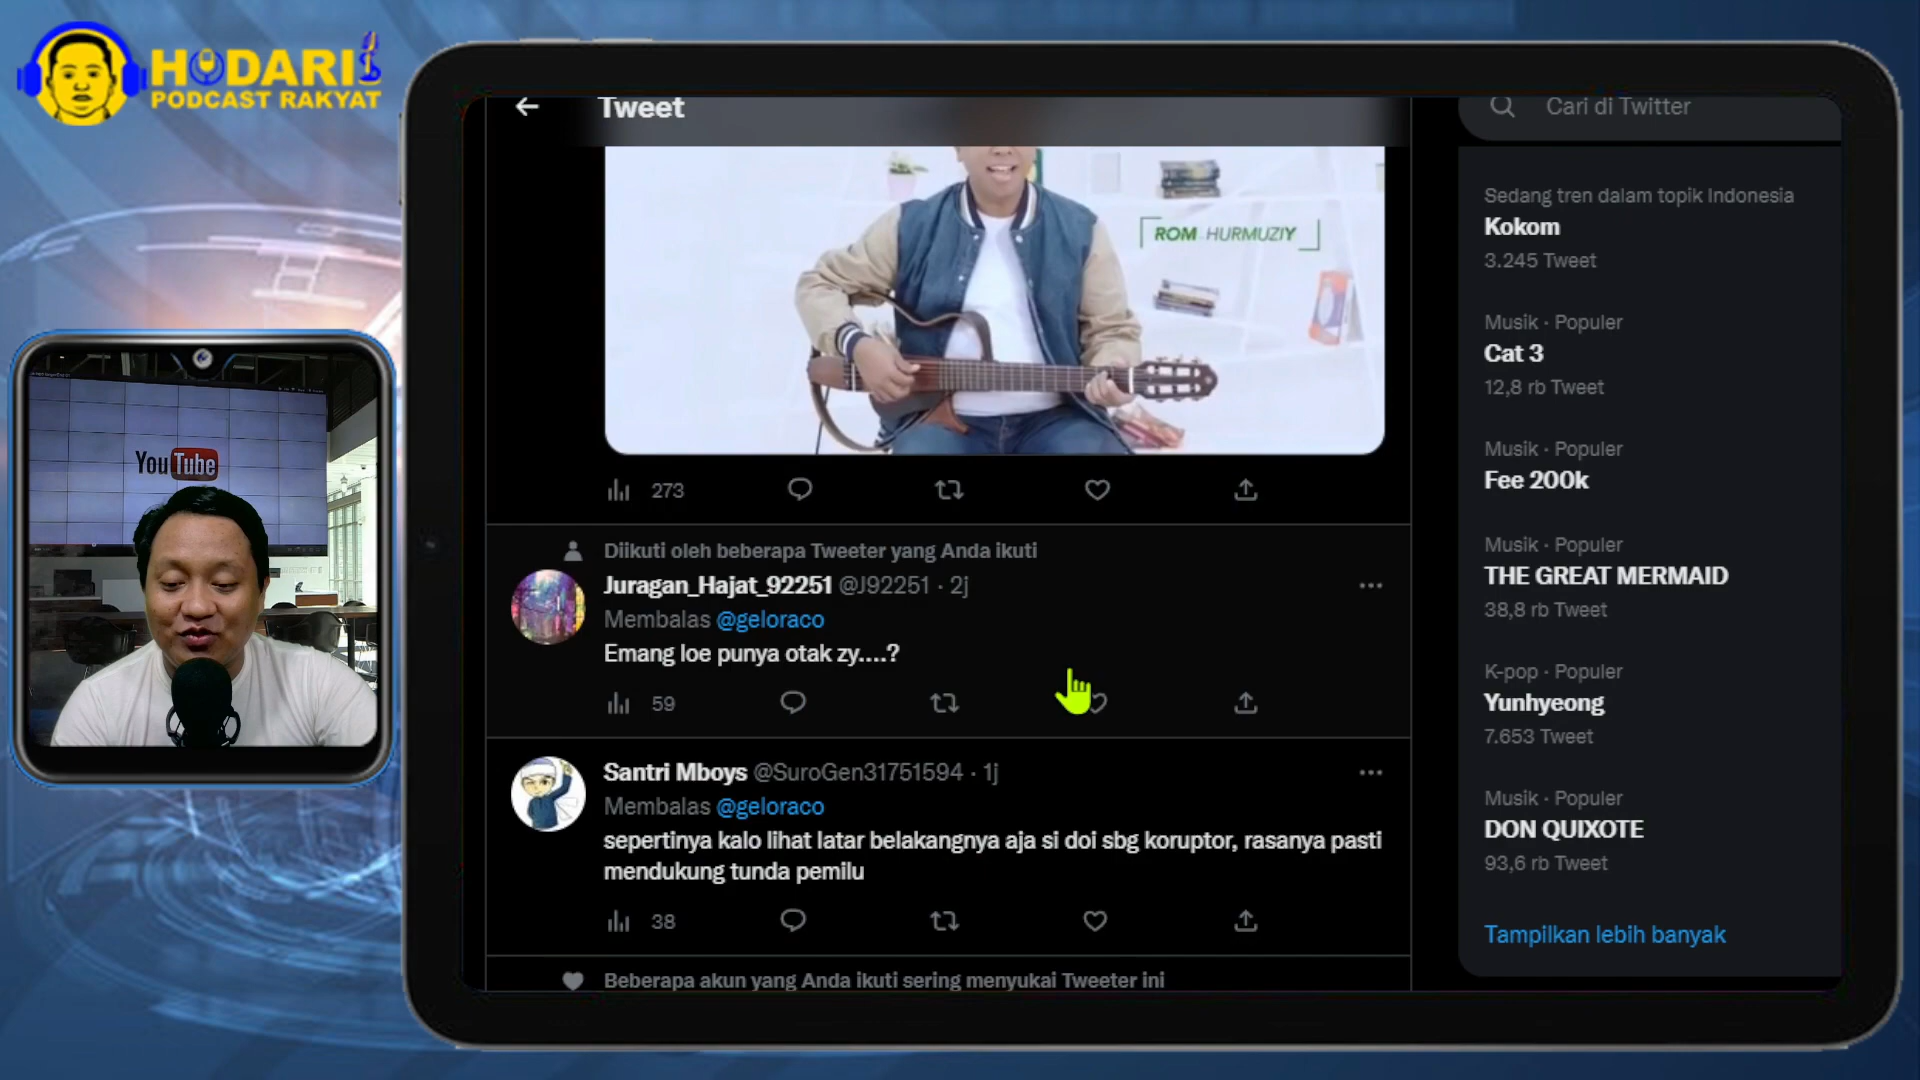 HODARI
PODCAST RAKYAT
YouTube
Tweet
ROM HURMUZIY
273
Diikuti oleh beberapa Tweeter yang Anda ikuti
Juragan_Hajat_92251 @J92251 · 2j
Membalas @geloraco
Emang loe punya otak zy....?
59
Santri Mboys @SuroGen31751594 · 1j
Membalas @geloraco
sepertinya kalo lihat latar belakangnya aja si doi sbg koruptor, rasanya pasti
mendukung tunda pemilu
38
Beberapa akun yang Anda ikuti sering menyukai Tweeter ini
Cari di Twitter
Sedang tren dalam topik Indonesia
Kokom
3.245 Tweet
Musik · Populer
Cat 3
12,8 rb Tweet
Musik · Populer
Fee 200k
Musik · Populer
THE GREAT MERMAID
38,8 rb Tweet
K-pop · Populer
Yunhyeong
7.653 Tweet
Musik · Populer
DON QUIXOTE
93,6 rb Tweet
Tampilkan lebih banyak